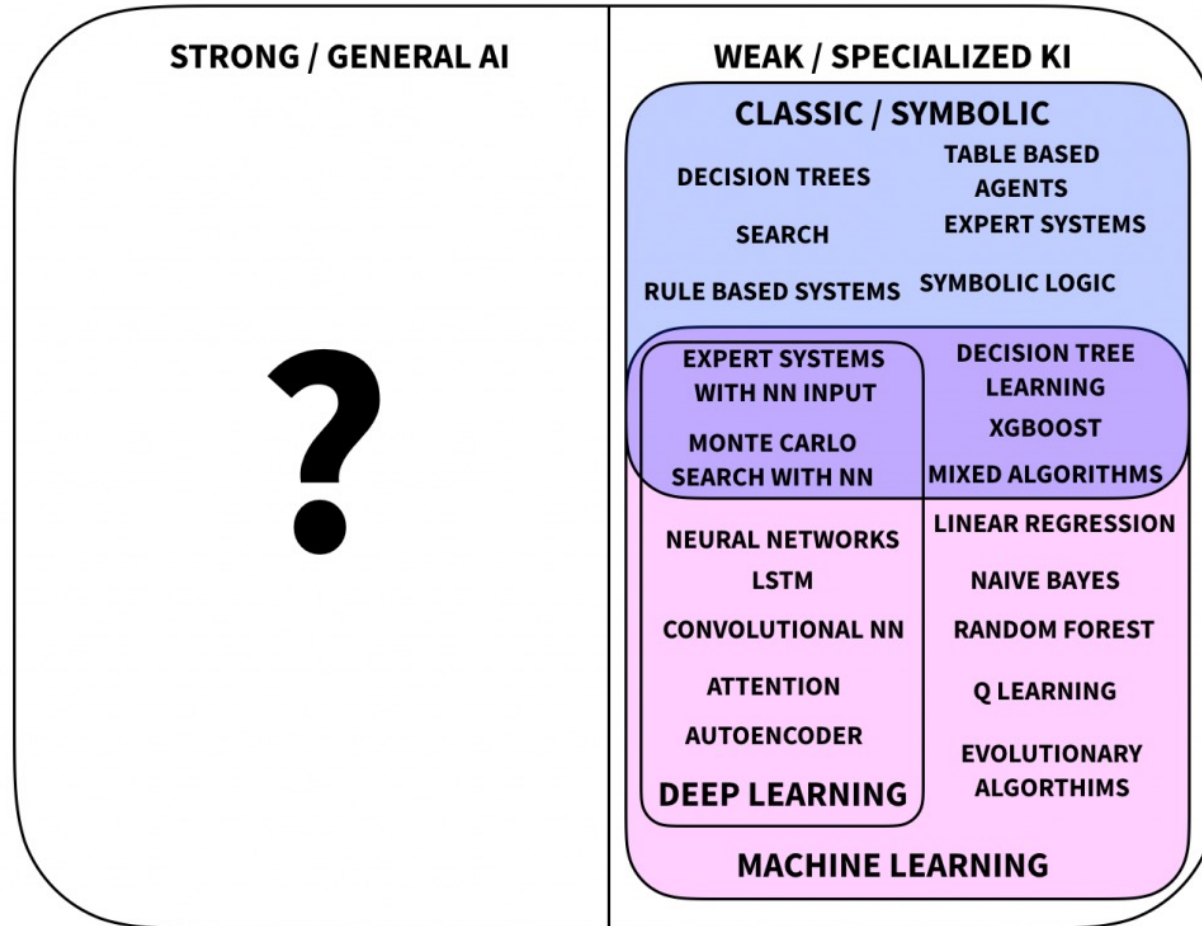 STRONG / GENERAL AI
?
WEAK / SPECIALIZED KI
CLASSIC / SYMBOLIC
DECISION TREES
TABLE BASED
AGENTS
SEARCH
EXPERT SYSTEMS
RULE BASED SYSTEMS
SYMBOLIC LOGIC
EXPERT SYSTEMS
WITH NN INPUT
MONTE CARLO
SEARCH WITH NN
DECISION TREE
LEARNING
XGBOOST
MIXED ALGORITHMS
NEURAL NETWORKS
LSTM
CONVOLUTIONAL NN
ATTENTION
AUTOENCODER
DEEP LEARNING
LINEAR REGRESSION
NAIVE BAYES
RANDOM FOREST
Q LEARNING
EVOLUTIONARY
ALGORTHIMS
MACHINE LEARNING